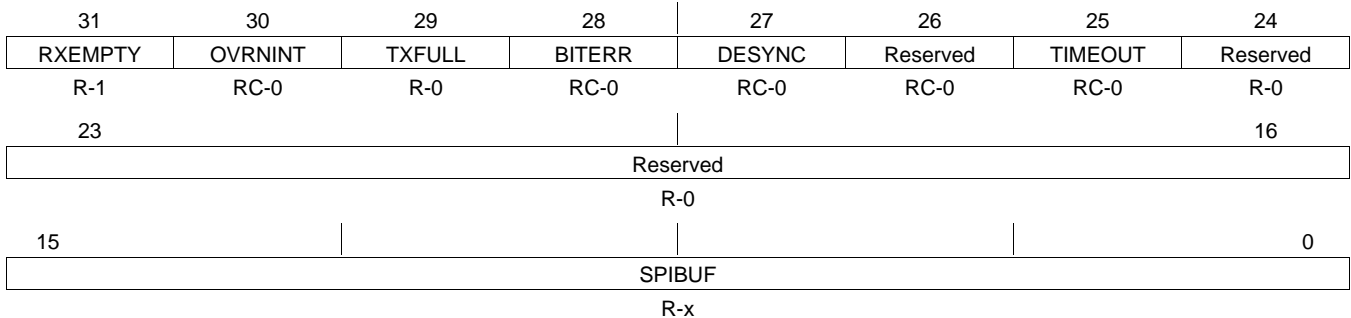 31 30 29 28 27 26 25 24
RXEMPTY OVRNINT TXFULL BITERR DESYNC Reserved TIMEOUT Reserved
R-1 RC-0 R-0 RC-0 RC-0 RC-0 RC-0 R-0
23 16
Reserved
R-0
15 0
SPIBUF
R-x